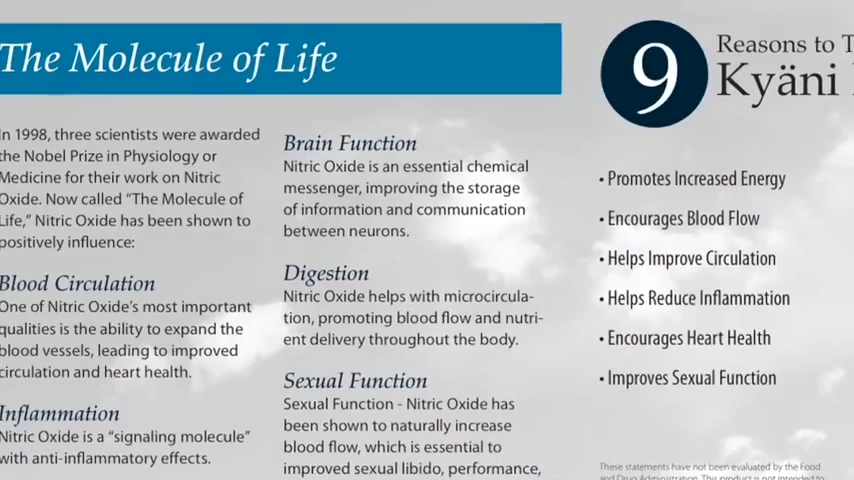 The Molecule of Life
In 1998, three scientists were awarded
the Nobel Prize in Physiology or
Medicine for their work on Nitric
Oxide. Now called “The Molecule of
Life,” Nitric Oxide has been shown to
positively influence:
Blood Circulation
One of Nitric Oxide’s most important
qualities is the ability to expand the
blood vessels, leading to improved
circulation and heart health.
Inflammation
Nitric Oxide is a “signaling molecule”
with anti-inflammatory effects.
Brain Function
Nitric Oxide is an essential chemical
messenger, improving the storage
of information and communication
between neurons.
Digestion
Nitric Oxide helps with microcircula-
tion, promoting blood flow and nutri-
ent delivery throughout the body.
Sexual Function
Sexual Function - Nitric Oxide has
been shown to naturally increase
blood flow, which is essential to
improved sexual libido, performance,
9
Reasons to T
Kyäni
• Promotes Increased Energy
• Encourages Blood Flow
• Helps Improve Circulation
• Helps Reduce Inflammation
• Encourages Heart Health
• Improves Sexual Function
These statements have not been evaluated by the Food
and Drug Administration. This product is not intended to